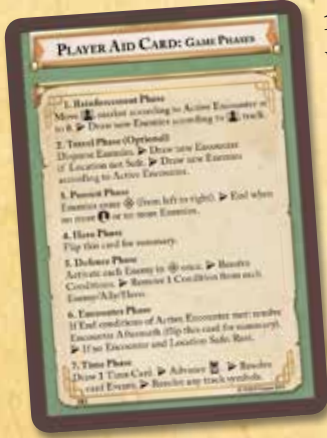 PLAYER AID CARD: GAME PHASES
1. Reinforcement Phase
Move marker according to Active Encounter or
to 0. Draw new Enemies according to track.
2. Travel Phase (Optional)
Disperse Enemies. Draw new Encounter
if Location not Safe. Draw new Enemies
according to Active Encounter.
3. Pursuit Phase
Enemies enter (from left to right). End when
no more or no more Enemies.
4. Hero Phase
Flip this card for summary.
5. Defence Phase
Activate each Enemy in once. Resolve
Conditions. Remove 1 Condition from each
Enemy/Ally/Hero.
6. Encounter Phase
If End conditions of Active Encounter met: resolve
Encounter Aftermath (flip this card for summary).
If no Encounter and Location Safe: Rest.
7. Time Phase
Draw 1 Time Card. Advance Resolve
card Events. Resolve any track symbols.